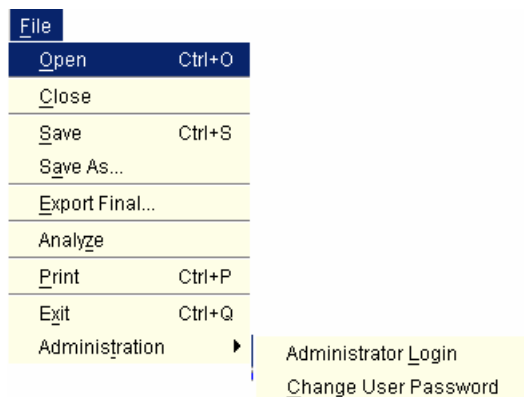 File
Open Ctrl+O
Close
Save Ctrl+S
Save As...
Export Final...
Analyze
Print Ctrl+P
Exit Ctrl+Q
Administration
Administrator Login
Change User Password